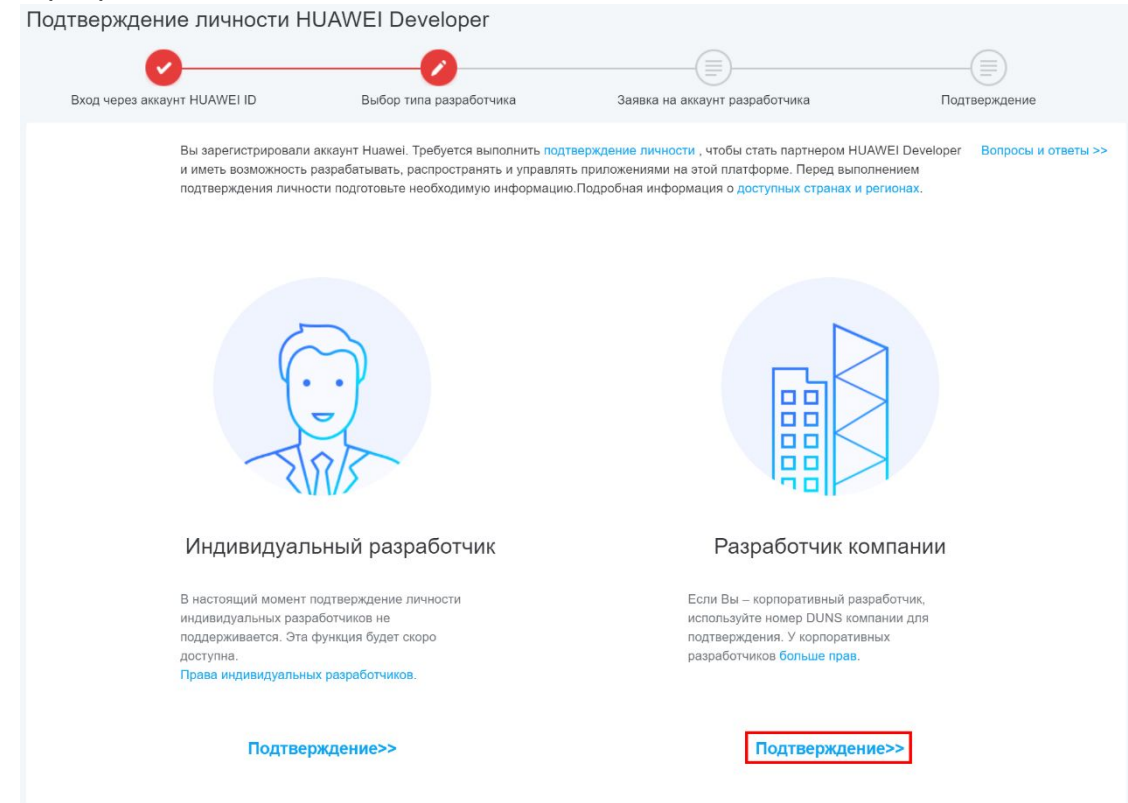 Подтверждение личности HUAWEI Developer
Вход через аккаунт HUAWEI ID
Выбор типа разработчика
Заявка на аккаунт разработчика
Подтверждение
Вы зарегистрировали аккаунт Huawei. Требуется выполнить подтверждение личности , чтобы стать партнером HUAWEI Developer
Вопросы и ответы >>
и иметь возможность разрабатывать, распространять и управлять приложениями на этой платформе. Перед выполнением
подтверждения личности подготовьте необходимую информацию.Подробная информация о доступных странах и регионах.
Индивидуальный разработчик
В настоящий момент подтверждение личности
индивидуальных разработчиков не
поддерживается. Эта функция будет скоро
доступна.
Права индивидуальных разработчиков.
Подтверждение>>
Разработчик компании
Если Вы – корпоративный разработчик,
используйте номер DUNS компании для
подтверждения. У корпоративных
разработчиков больше прав.
Подтверждение>>